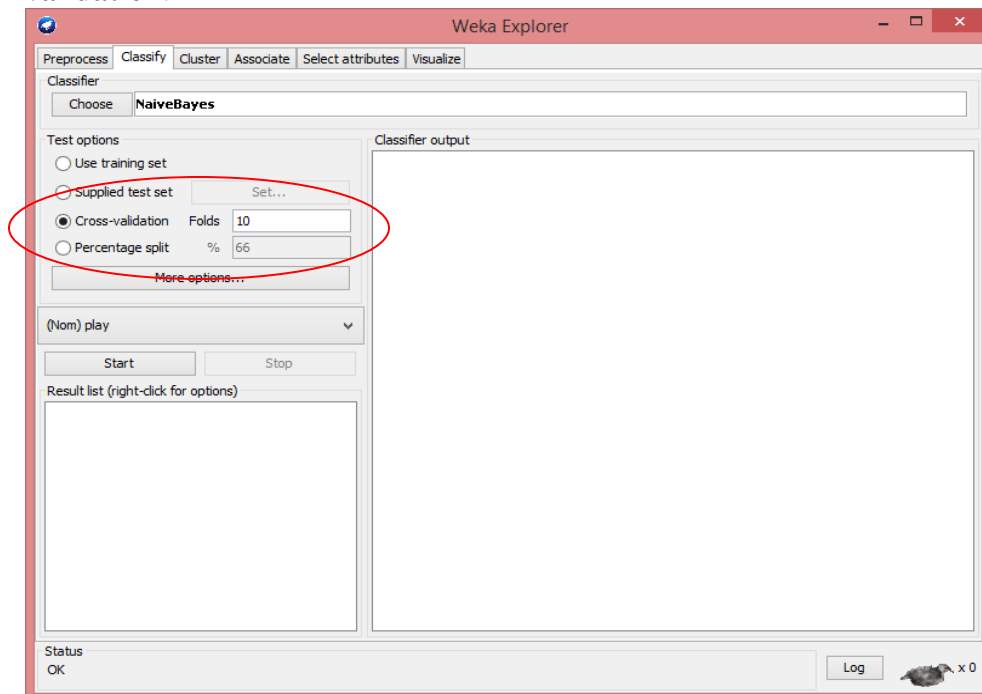 Weka Explorer
Preprocess Classify Cluster Associate Select attributes Visualize
Classifier
Choose NaiveBayes
Test options
Use training set
Supplied test set Set...
Cross-validation Folds 10
Percentage split % 66
More options...
(Nom) play
Start Stop
Result list (right-click for options)
Classifier output
Status
OK
Log x 0